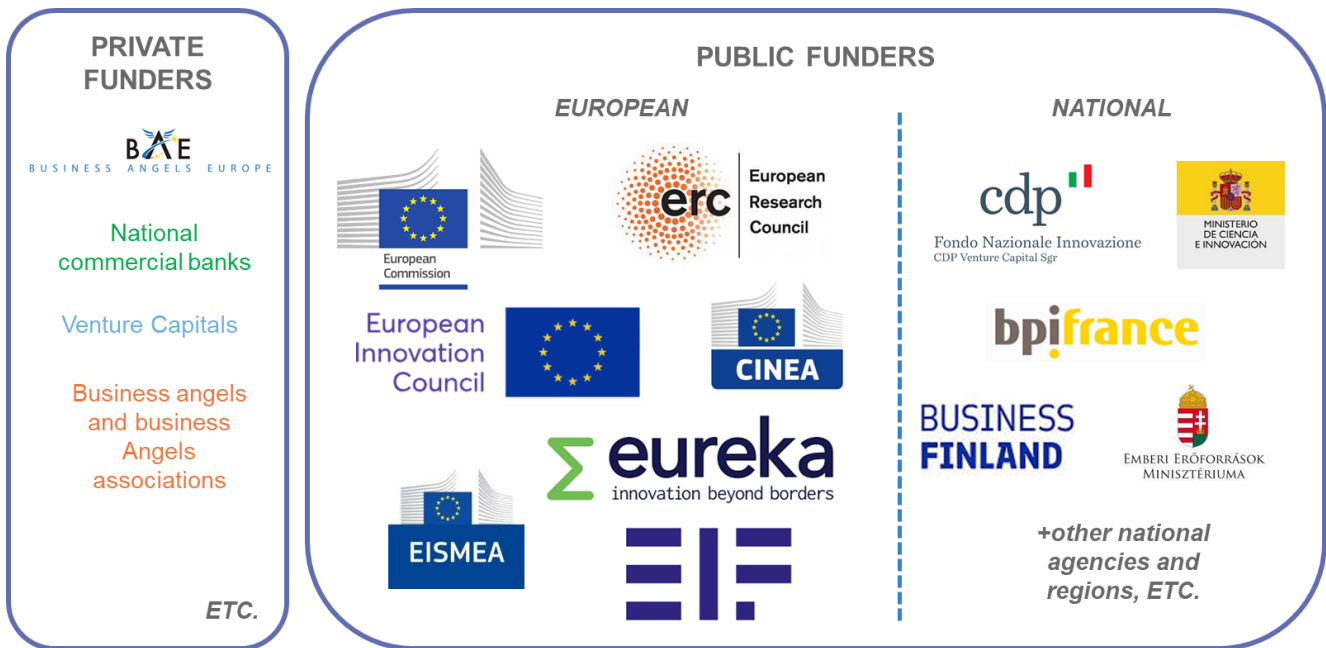 PRIVATE
FUNDERS
BAE
BUSINESS ANGELS EUROPE
National
commercial banks
Venture Capitals
Business angels
and business
Angels
associations
ETC.
PUBLIC FUNDERS
EUROPEAN
European
Commission
erc
European
Research
Council
European
Innovation
Council
CINEA
eureka
innovation beyond borders
EISMEA
EIF
NATIONAL
cdp
Fondo Nazionale Innovazione
CDP Venture Capital Sgr
MINISTERIO
DE CIENCIA
E INNOVACIÓN
bpifrance
BUSINESS
FINLAND
EMBERI ERŐFORRÁSOK
MINISZTÉRIUMA
+other national
agencies and
regions, ETC.